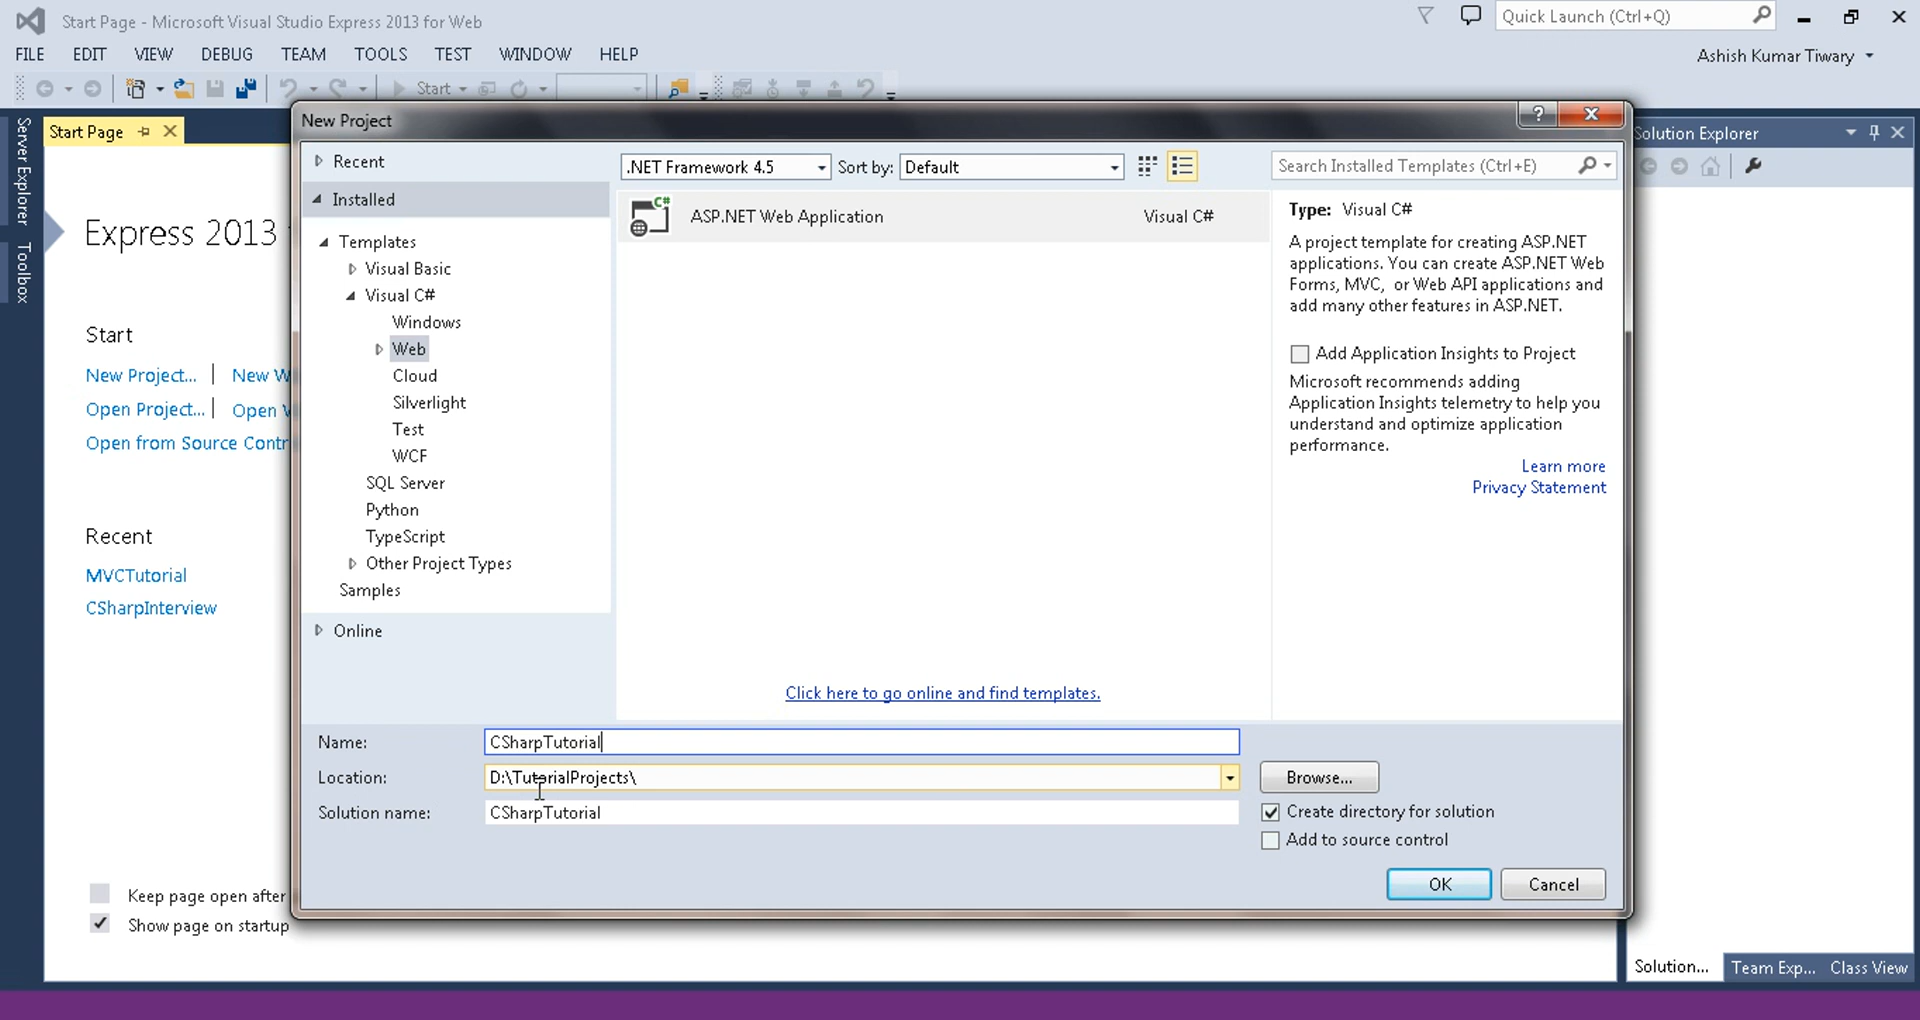 Start Page - Microsoft Visual Studio Express 2013 for Web
Quick Launch (Ctrl+Q)
FILE EDIT VIEW DEBUG TEAM TOOLS TEST WINDOW HELP
Ashish Kumar Tiwary
Start
Server Explorer
Toolbox
Start Page
Express 2013
Start
New Project...
New W
Open Project...
Open
Open from Source Contr
Recent
MVCTutorial
CSharpInterview
Keep page open after
Show page on startup
New Project
Recent
Installed
Templates
Visual Basic
Visual C#
Windows
Web
Cloud
Silverlight
Test
WCF
SQL Server
Python
TypeScript
Other Project Types
Samples
Online
.NET Framework 4.5
Sort by: Default
Search Installed Templates (Ctrl+E)
C#
ASP.NET Web Application
Visual C#
Click here to go online and find templates.
Type: Visual C#
A project template for creating ASP.NET
applications. You can create ASP.NET Web
Forms, MVC, or Web API applications and
add many other features in ASP.NET.
Add Application Insights to Project
Microsoft recommends adding
Application Insights telemetry to help you
understand and optimize application
performance.
Learn more
Privacy Statement
Name: CSharpTutorial
Location: D:\TutorialProjects\
Browse...
Solution name: CSharpTutorial
Create directory for solution
Add to source control
OK
Cancel
Solution Explorer
Solution...
Team Exp...
Class View